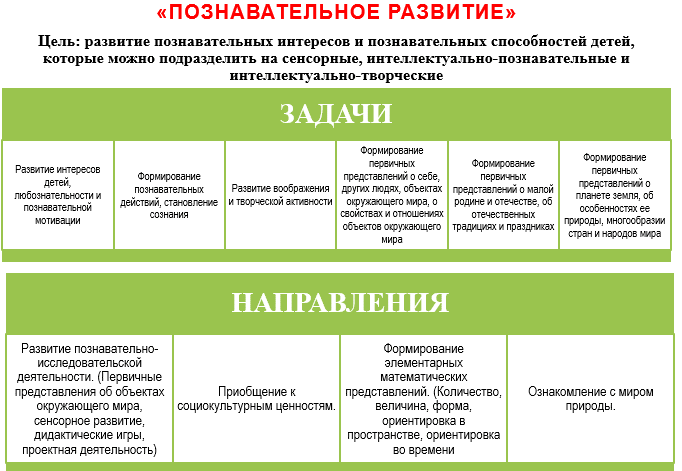 «ПОЗНАВАТЕЛЬНОЕ РАЗВИТИЕ»
Цель: развитие познавательных интересов и познавательных способностей детей,
которые можно подразделить на сенсорные, интеллектуально-познавательные и
интеллектуально-творческие
ЗАДАЧИ
Развитие интересов
детей,
любознательности и
познавательной
мотивации
Формирование
познавательных
действий, становление
сознания
Развитие воображения
и творческой активности
Формирование
первичных
представлений о себе,
других людях, объектах
окружающего мира, о
свойствах и отношениях
объектов окружающего
мира
Формирование
первичных
представлений о малой
родине и отечестве, об
отечественных
традициях и праздниках
Формирование
первичных
представлений о
планете земля, об
особенностях ее
природы, многообразии
стран и народов мира
НАПРАВЛЕНИЯ
Развитие познавательно-
исследовательской
деятельности. (Первичные
представления об объектах
окружающего мира,
сенсорное развитие,
дидактические игры,
проектная деятельность)
Приобщение к
социокультурным ценностям.
Формирование
элементарных
математических
представлений. (Количество,
величина, форма,
ориентировка в
пространстве, ориентировка
во времени
Ознакомление с миром
природы.